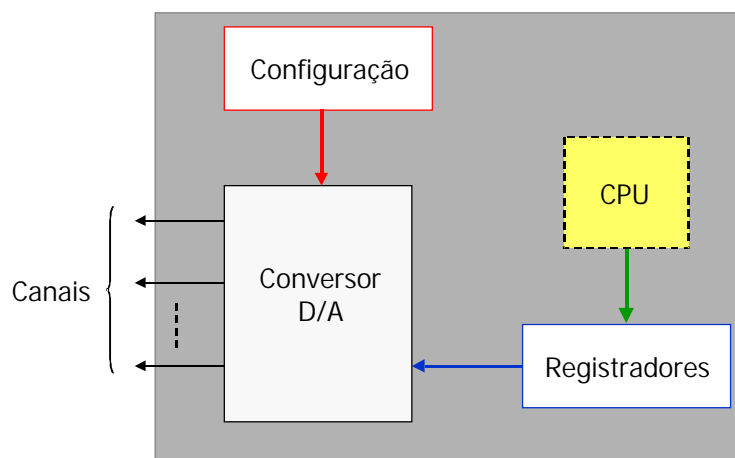 Configuração
CPU
Canais
Conversor
D/A
Registradores